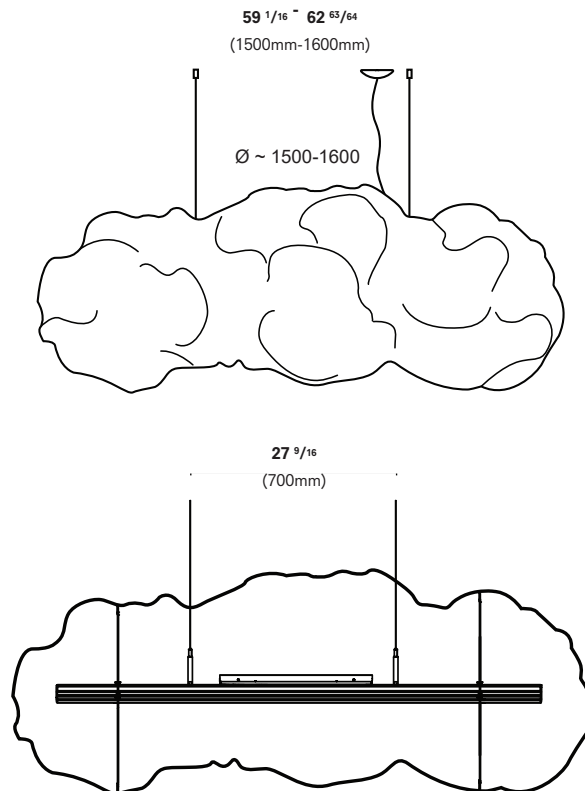 59 1/16 - 62 63/64
(1500mm-1600mm)
Ø ~ 1500-1600
27 9/16
(700mm)